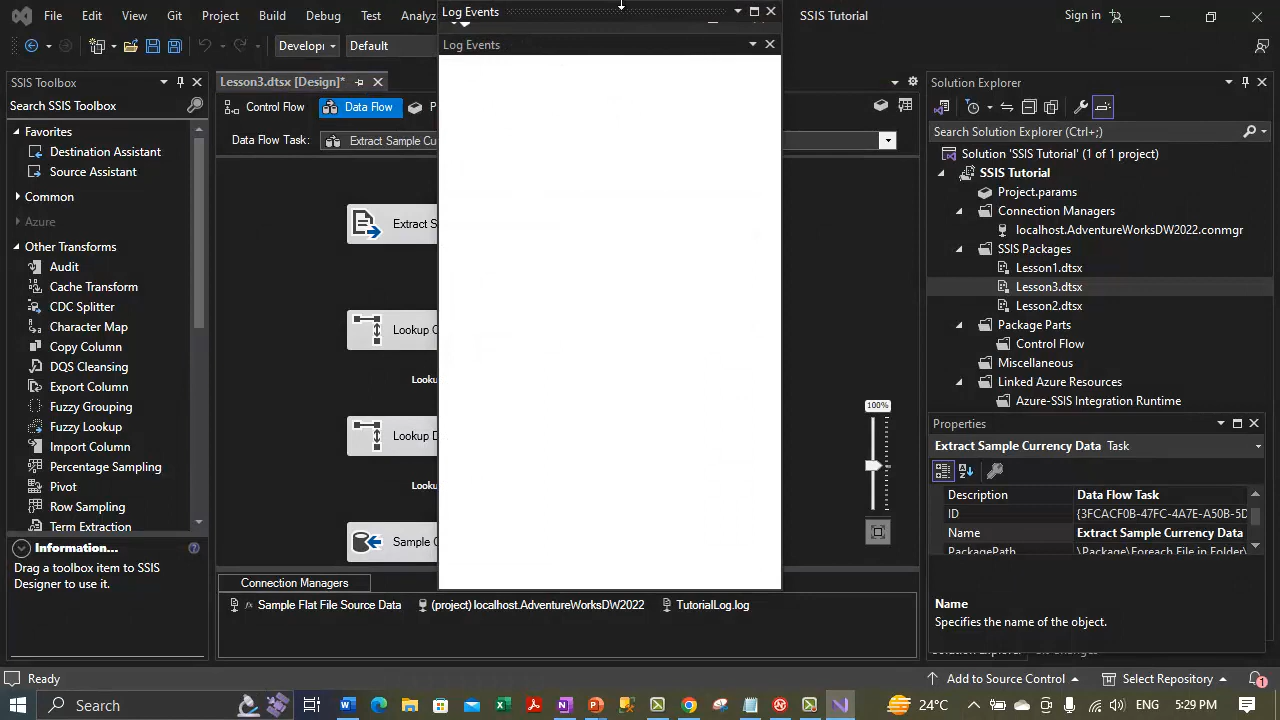 File Edit View Git Project Build Debug Test Analyz
Log Events
SSIS Tutorial
Sign in
Develop
Default
SSIS Toolbox
Search SSIS Toolbox
Favorites
Destination Assistant
Source Assistant
Common
Azure
Other Transforms
Audit
Cache Transform
CDC Splitter
Character Map
Copy Column
DQS Cleansing
Export Column
Fuzzy Grouping
Fuzzy Lookup
Import Column
Percentage Sampling
Pivot
Row Sampling
Term Extraction
Information...
Drag a toolbox item to SSIS
Designer to use it.
Lesson3.dtsx [Design]*
Control Flow
Data Flow
P
Data Flow Task:
Extract Sample Cu
Extract S
Lookup C
Looku
Lookup D
Looku
Sample C
Log Events
100%
Connection Managers
Sample Flat File Source Data
(project) localhost.AdventureWorksDW2022
TutorialLog.log
Solution Explorer
Search Solution Explorer (Ctrl+;)
Solution 'SSIS Tutorial' (1 of 1 project)
SSIS Tutorial
Project.params
Connection Managers
localhost.AdventureWorksDW2022.conmgr
SSIS Packages
Lesson1.dtsx
Lesson3.dtsx
Lesson2.dtsx
Package Parts
Control Flow
Miscellaneous
Linked Azure Resources
Azure-SSIS Integration Runtime
Properties
Extract Sample Currency Data Task
Description Data Flow Task
ID {3FCACF0B-47FC-4A7E-A50B-5D
Name Extract Sample Currency Data
PackagePath \Package\Foreach File in Folder\
Name
Specifies the name of the object.
Ready
Add to Source Control
Select Repository
1
Search
24°C
5:29 PM